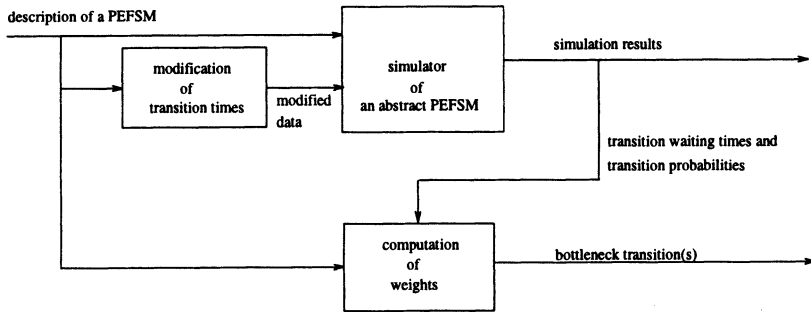 description of a PEFSM
modification
of
transition times
modified
data
simulator
of
an abstract PEFSM
simulation results
transition waiting times and
transition probabilities
computation
of
weights
bottleneck transition(s)